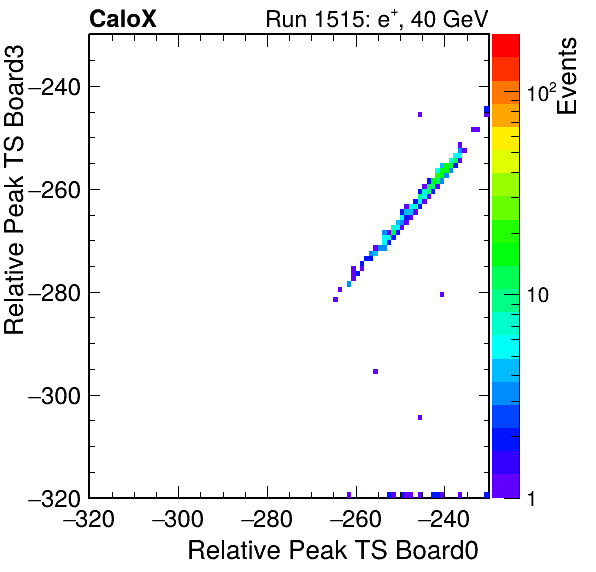 CaloX Run 1515: e⁺, 40 GeV
Relative Peak TS Board3
−240
−260
−280
−300
−320
−320 −300 −280 −260 −240
Relative Peak TS Board0
Events
10²
10
1